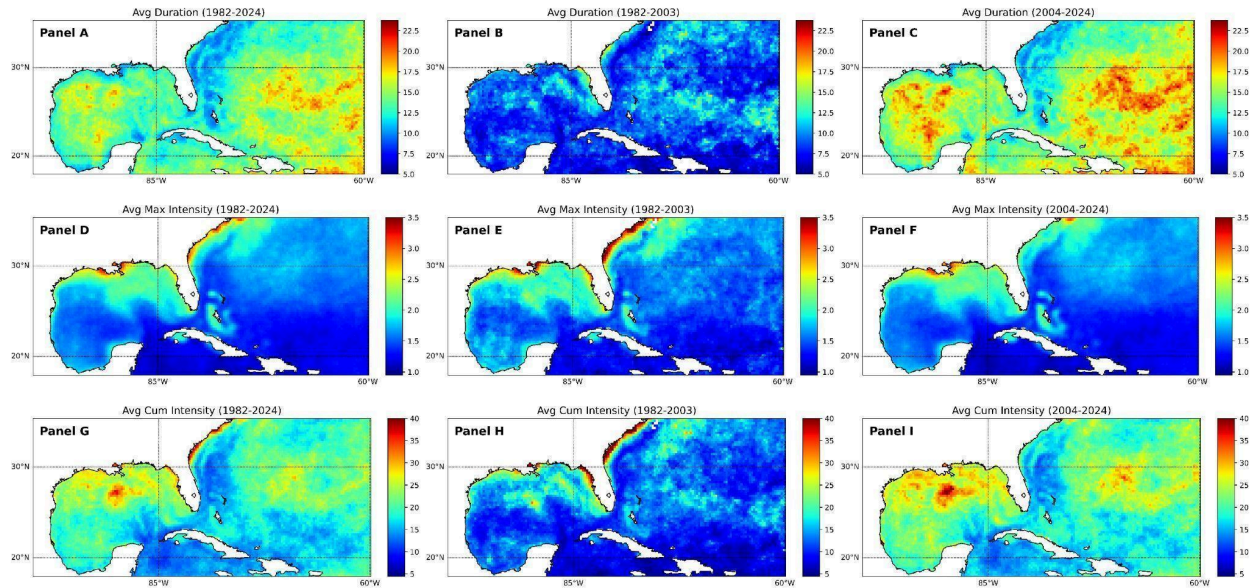 Avg Duration (1982-2024)
Panel A
30°N
20°N
85°W
60°W
22.5
20.0
17.5
15.0
12.5
10.0
7.5
5.0
Avg Duration (1982-2003)
Panel B
30°N
20°N
85°W
60°W
22.5
20.0
17.5
15.0
12.5
10.0
7.5
5.0
Avg Duration (2004-2024)
Panel C
30°N
20°N
85°W
60°W
22.5
20.0
17.5
15.0
12.5
10.0
7.5
5.0
Avg Max Intensity (1982-2024)
Panel D
30°N
20°N
85°W
60°W
3.5
3.0
2.5
2.0
1.5
1.0
Avg Max Intensity (1982-2003)
Panel E
30°N
20°N
85°W
60°W
3.5
3.0
2.5
2.0
1.5
1.0
Avg Max Intensity (2004-2024)
Panel F
30°N
20°N
85°W
60°W
3.5
3.0
2.5
2.0
1.5
1.0
Avg Cum Intensity (1982-2024)
Panel G
30°N
20°N
85°W
60°W
40
35
30
25
20
15
10
5
Avg Cum Intensity (1982-2003)
Panel H
30°N
20°N
85°W
60°W
40
35
30
25
20
15
10
5
Avg Cum Intensity (2004-2024)
Panel I
30°N
20°N
85°W
60°W
40
35
30
25
20
15
10
5